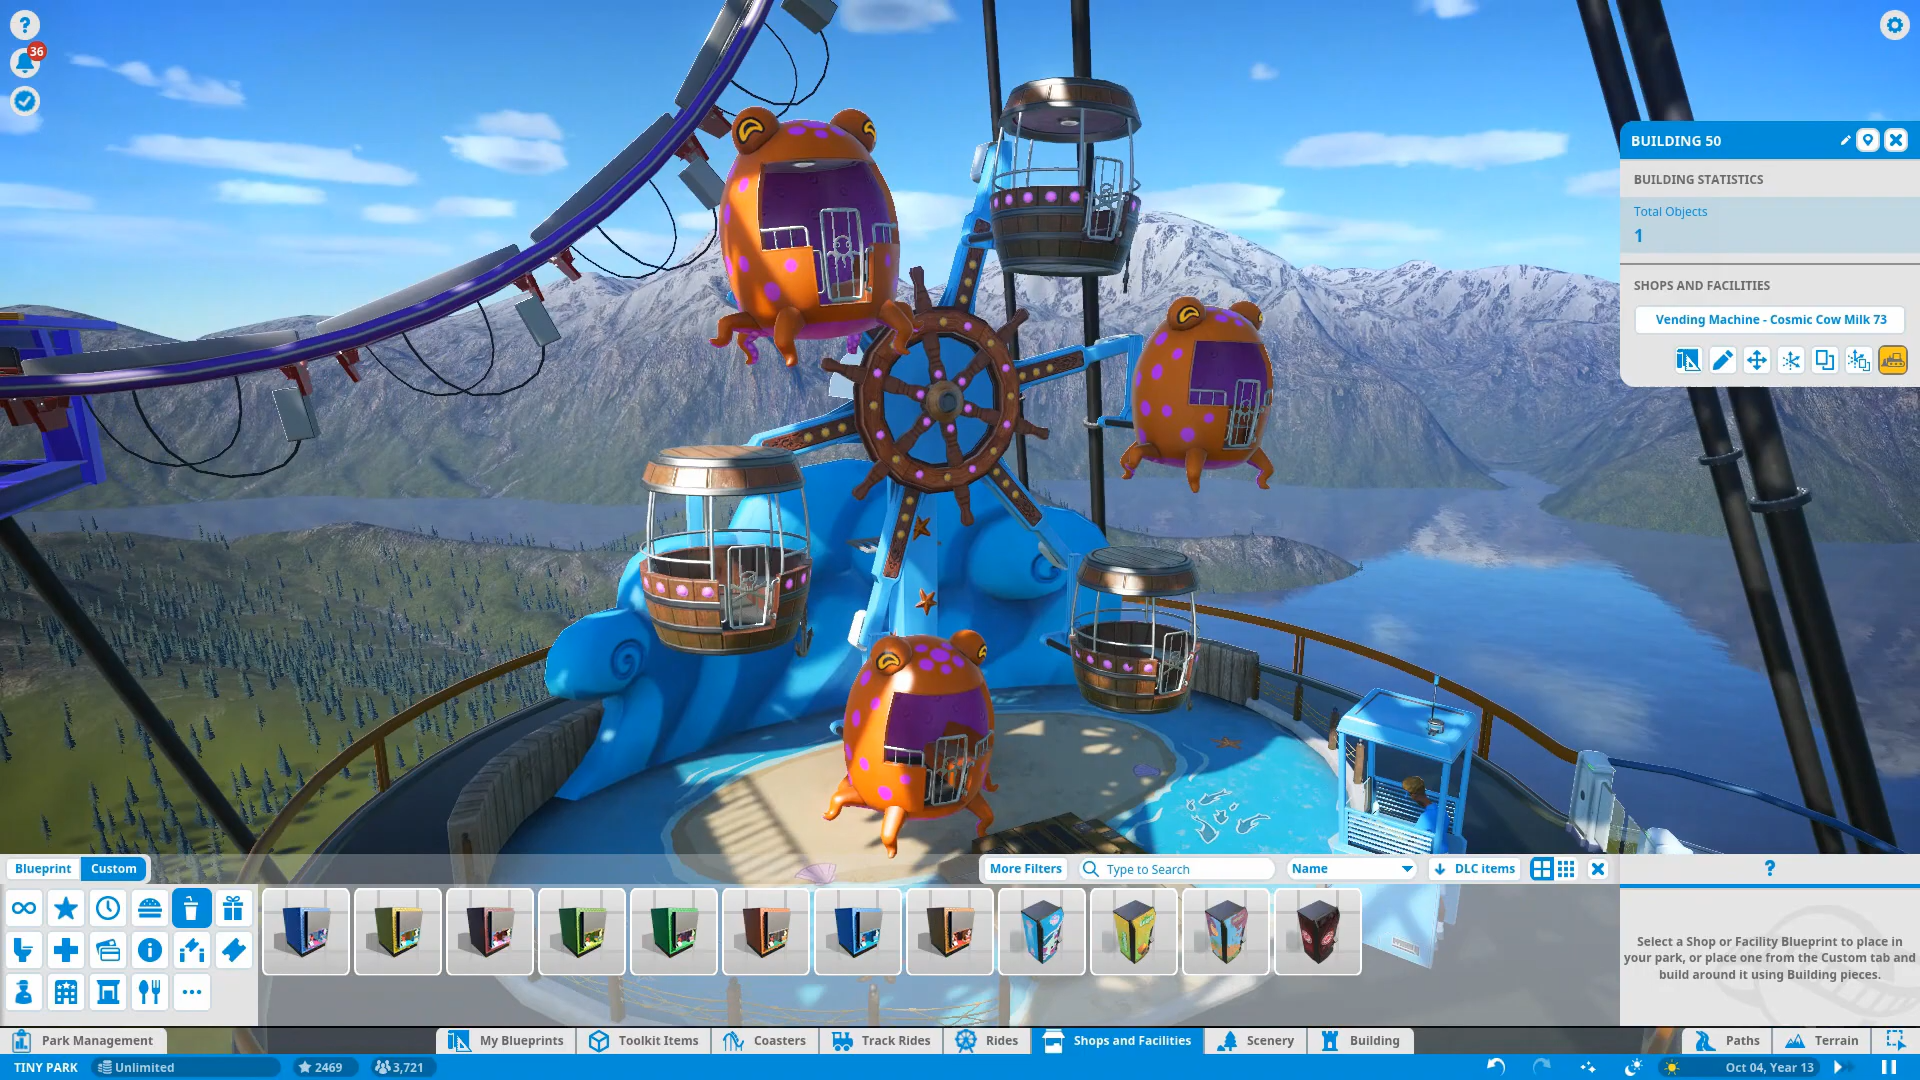 ?
36
BUILDING 50
BUILDING STATISTICS
Total Objects
1
SHOPS AND FACILITIES
Vending Machine - Cosmic Cow Milk 73
Blueprint
Custom
More Filters
Type to Search
Name
DLC items
?
Select a Shop or Facility Blueprint to place in
your park, or place one from the Custom tab and
build around it using Building pieces.
Park Management
My Blueprints
Toolkit Items
Coasters
Track Rides
Rides
Shops and Facilities
Scenery
Building
Paths
Terrain
TINY PARK
Unlimited
2469
3,721
Oct 04, Year 13